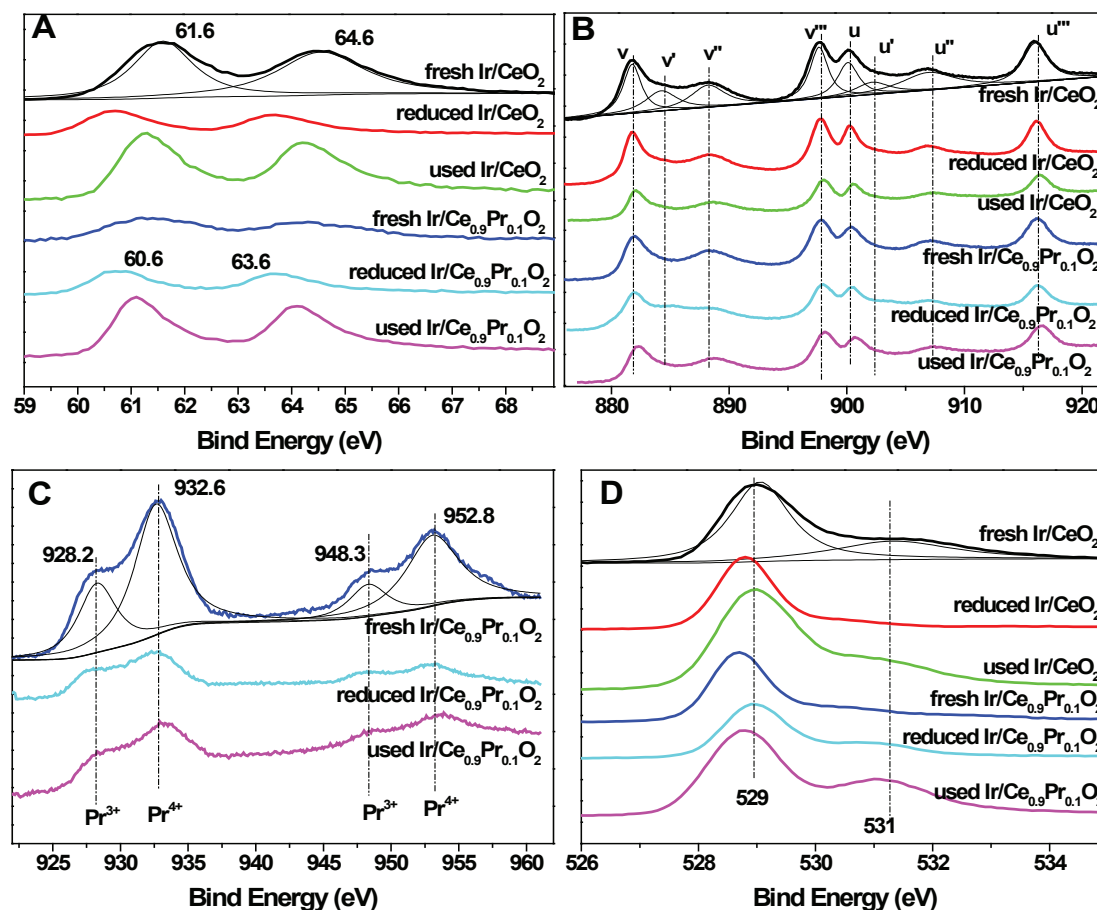 A
61.6
64.6
fresh Ir/CeO2
reduced Ir/CeO2
used Ir/CeO2
fresh Ir/Ce0.9Pr0.1O2
60.6
63.6
reduced Ir/Ce0.9Pr0.1O2
used Ir/Ce0.9Pr0.1O2
59 60 61 62 63 64 65 66 67 68
Bind Energy (eV)
B
v v' v'' v''' u u' u'' u'''
fresh Ir/CeO2
reduced Ir/CeO2
used Ir/CeO2
fresh Ir/Ce0.9Pr0.1O2
reduced Ir/Ce0.9Pr0.1O2
used Ir/Ce0.9Pr0.1O2
880 890 900 910 920
Bind Energy (eV)
C
932.6
928.2
948.3
952.8
fresh Ir/Ce0.9Pr0.1O2
reduced Ir/Ce0.9Pr0.1O2
used Ir/Ce0.9Pr0.1O2
Pr3+ Pr4+ Pr3+ Pr4+
925 930 935 940 945 950 955 960
Bind Energy (eV)
D
fresh Ir/CeO2
reduced Ir/CeO2
used Ir/CeO2
fresh Ir/Ce0.9Pr0.1O2
reduced Ir/Ce0.9Pr0.1O2
used Ir/Ce0.9Pr0.1O2
529
531
526 528 530 532 534
Bind Energy (eV)